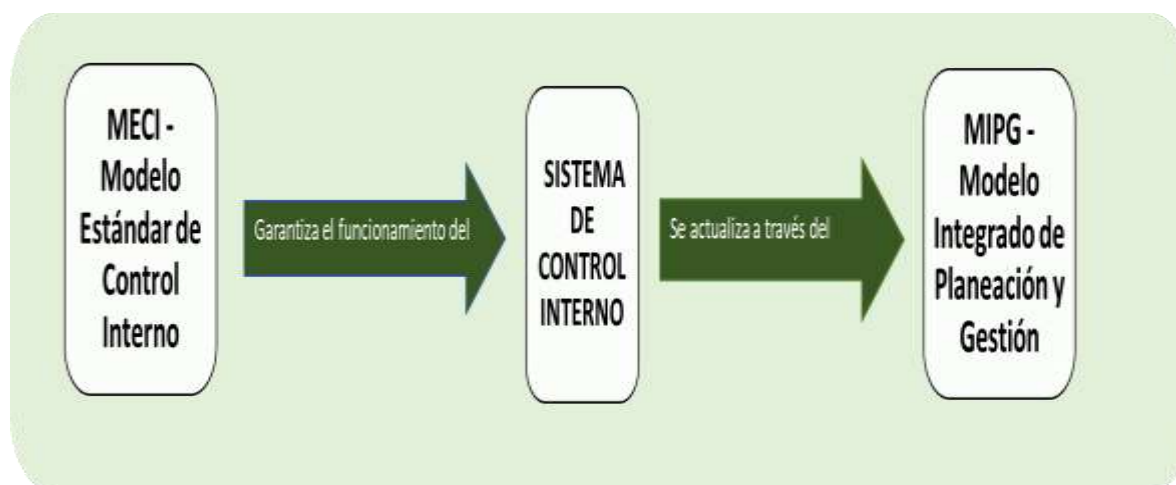 MECI -
Modelo
Estándar de
Control
Interno
Garantiza el funcionamiento del
SISTEMA
DE
CONTROL
INTERNO
Se actualiza a través del
MIPG -
Modelo
Integrado de
Planeación y
Gestión